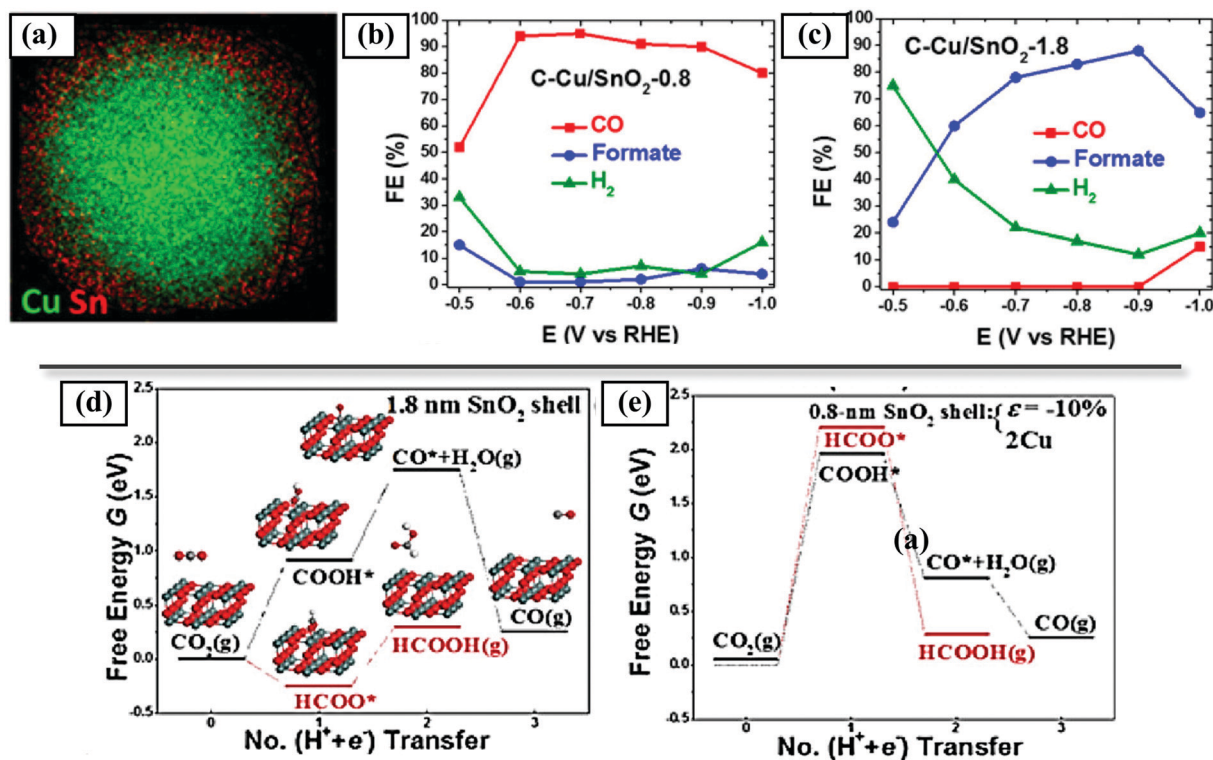 (a)
Cu Sn
(b)
100
90
80
70
60
50
40
30
20
10
0
FE (%)
C-Cu/SnO₂-0.8
CO
Formate
H₂
-0.5 -0.6 -0.7 -0.8 -0.9 -1.0
E (V vs RHE)
(c)
100
90
80
70
60
50
40
30
20
10
0
FE (%)
C-Cu/SnO₂-1.8
CO
Formate
H₂
-0.5 -0.6 -0.7 -0.8 -0.9 -1.0
E (V vs RHE)
(d)
2.5
2.0
1.5
1.0
0.5
0.0
-0.5
Free Energy G (eV)
1.8 nm SnO₂ shell
CO*+H₂O(g)
COOH*
CO₂(g)
CO(g)
HCOOH(g)
HCOO*
0 1 2 3
No. (H⁺+e⁻) Transfer
(e)
2.5
2.0
1.5
1.0
0.5
0.0
-0.5
Free Energy G (eV)
0.8-nm SnO₂ shell:{ ε= -10%
2Cu
HCOO*
COOH*
(a)
CO*+H₂O(g)
CO₂(g)
CO(g)
HCOOH(g)
0 1 2 3
No. (H⁺+e⁻) Transfer